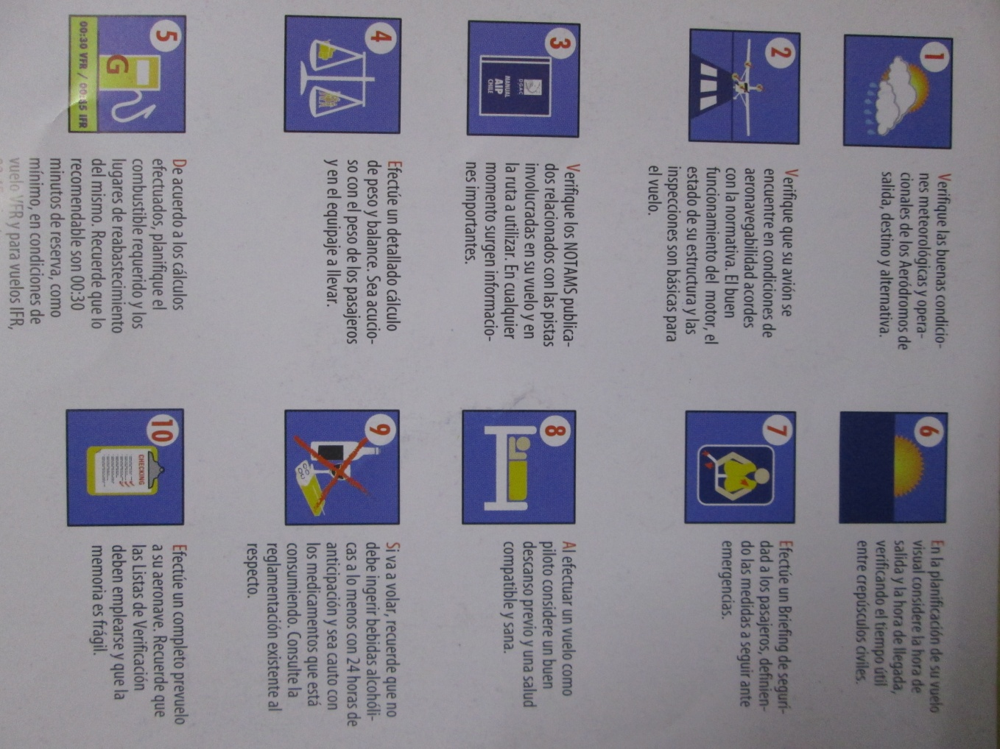 1
Verifique las buenas condicio-
nes meteorológicas y opera-
cionales de los Aeródromos de
salida, destino y alternativa.
2
Verifique que su avión se
encuentre en condiciones de
aeronavegabilidad acordes
con la normativa. El buen
funcionamiento del motor, el
estado de su estructura y las
inspecciones son básicas para
el vuelo.
3
DGAC
MANUAL
AIP
CHILE
Verifique los NOTAMS publica-
dos relacionados con las pistas
involucradas en su vuelo y en
la ruta a utilizar. En cualquier
momento surgen informacio-
nes importantes.
4
Efectúe un detallado cálculo
de peso y balance. Sea acucio-
so con el peso de los pasajeros
y en el equipaje a llevar.
5
G
00:30 VFR / 00:45 IFR
De acuerdo a los cálculos
efectuados, planifique el
combustible requerido y los
lugares de reabastecimiento
del mismo. Recuerde que lo
recomendable son 00:30
minutos de reserva, como
mínimo, en condiciones de
vuelo VFR y para vuelos IFR,
6
En la planificación de su vuelo
visual considere la hora de
salida y la hora de llegada,
verificando el tiempo útil
entre crepúsculos civiles.
7
Efectúe un Briefing de seguri-
dad a los pasajeros, definien-
do las medidas a seguir ante
emergencias.
8
Al efectuar un vuelo como
piloto considere un buen
descanso previo y una salud
compatible y sana.
9
Si va a volar, recuerde que no
debe ingerir bebidas alcohóli-
cas a lo menos con 24 horas de
anticipación y sea cauto con
los medicamentos que está
consumiendo. Consulte la
reglamentación existente al
respecto.
10
CHECKING
Efectúe un completo prevuelo
a su aeronave. Recuerde que
las Listas de Verificación
deben emplearse y que la
memoria es frágil.